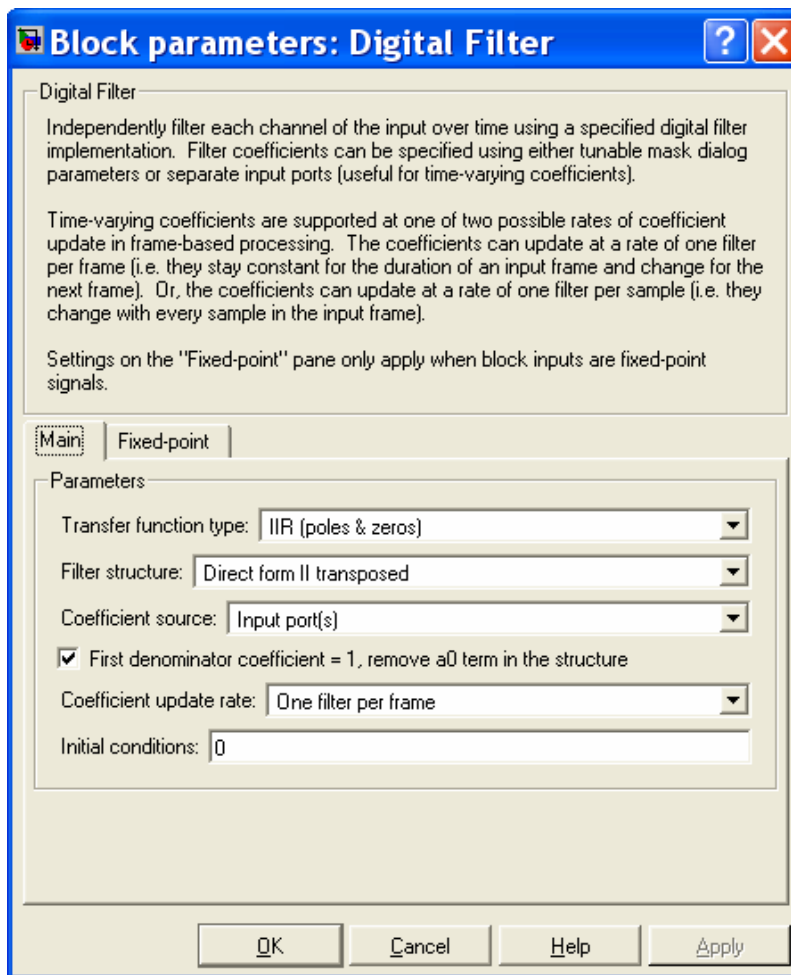 Block parameters: Digital Filter
Digital Filter
Independently filter each channel of the input over time using a specified digital filter
implementation. Filter coefficients can be specified using either tunable mask dialog
parameters or separate input ports (useful for time-varying coefficients).
Time-varying coefficients are supported at one of two possible rates of coefficient
update in frame-based processing. The coefficients can update at a rate of one filter
per frame (i.e. they stay constant for the duration of an input frame and change for the
next frame). Or, the coefficients can update at a rate of one filter per sample (i.e. they
change with every sample in the input frame).
Settings on the "Fixed-point" pane only apply when block inputs are fixed-point
signals.
Main Fixed-point
Parameters
Transfer function type: IIR (poles & zeros)
Filter structure: Direct form II transposed
Coefficient source: Input port(s)
First denominator coefficient = 1, remove a0 term in the structure
Coefficient update rate: One filter per frame
Initial conditions: 0
OK Cancel Help Apply